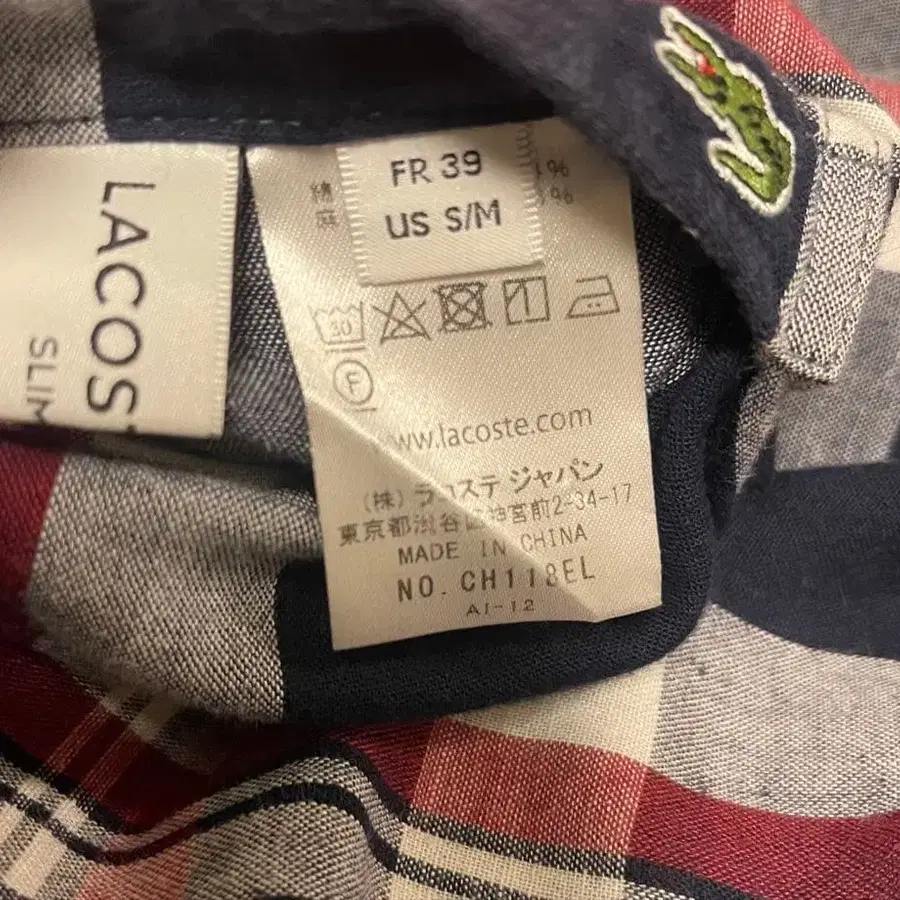 LACOS
SLIM
FR 39
US S/M
綿
麻
%
%
30
F
ww.lacoste.com
(株) ラコステ ジャパン
東京都渋谷区神宮前2-34-17
MADE IN CHINA
NO. CH118EL
AI-12